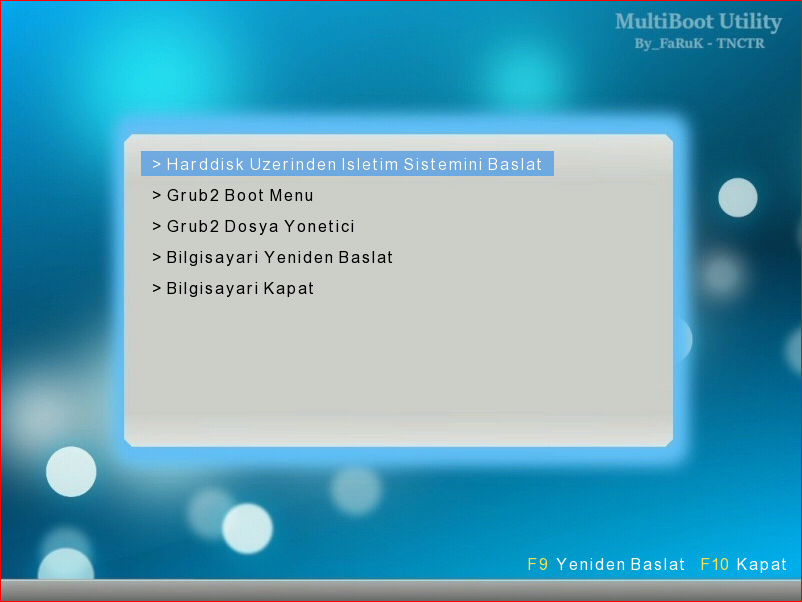 MultiBoot Utility
By_FaRuK - TNCTR
> Harddisk Uzerinden Isletim Sistemini Baslat
> Grub2 Boot Menu
> Grub2 Dosya Yonetici
> Bilgisayari Yeniden Baslat
> Bilgisayari Kapat
F9 Yeniden Baslat F10 Kapat